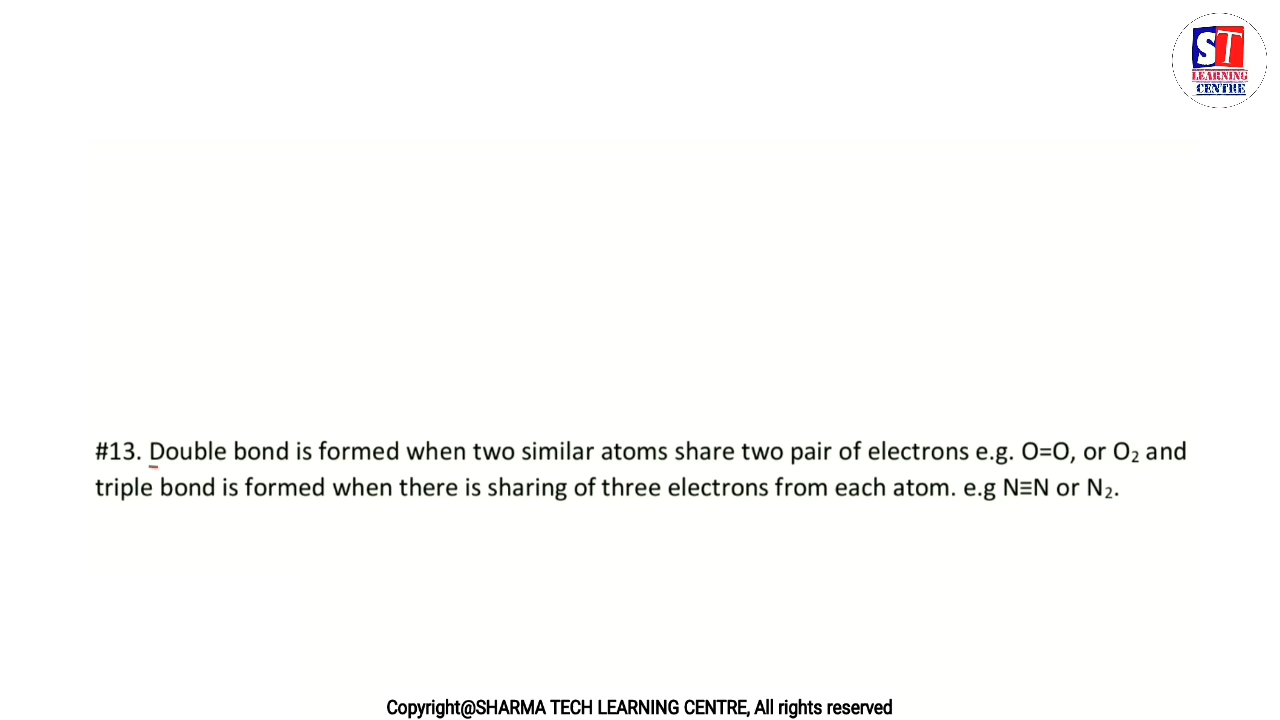 ST
LEARNING
CENTRE
#13. Double bond is formed when two similar atoms share two pair of electrons e.g. O=O, or O₂ and
triple bond is formed when there is sharing of three electrons from each atom. e.g N≡N or N₂.
Copyright@SHARMA TECH LEARNING CENTRE, All rights reserved